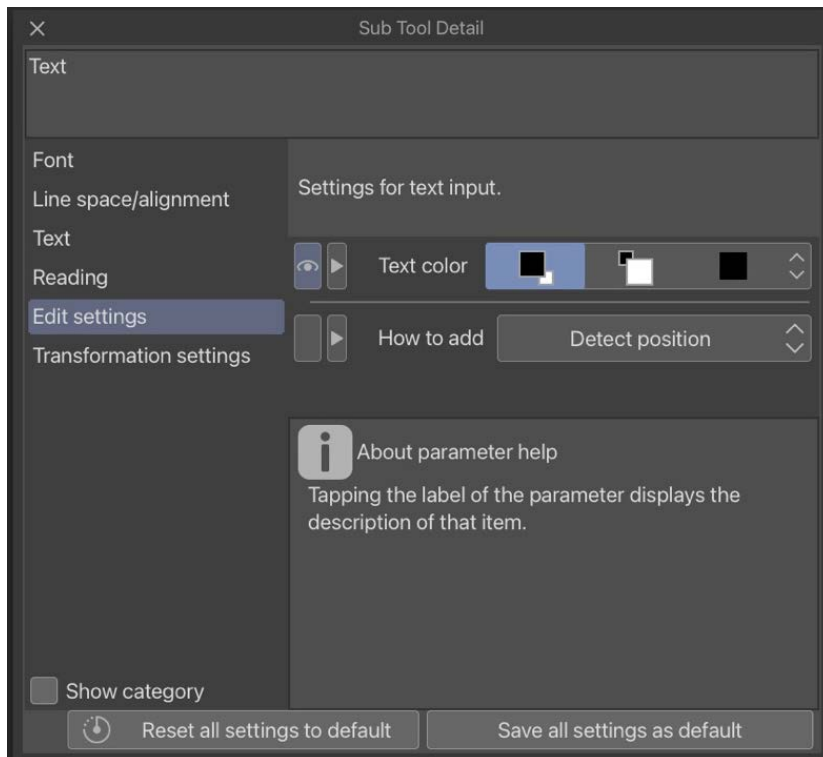 Sub Tool Detail
Text
Font
Line space/alignment
Text
Reading
Edit settings
Transformation settings
Show category
Settings for text input.
Text color
How to add
Detect position
i
About parameter help
Tapping the label of the parameter displays the
description of that item.
Reset all settings to default
Save all settings as default